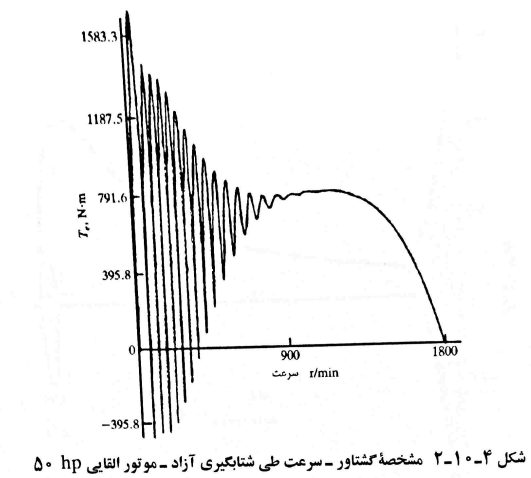 1583.3
1187.5
791.6
395.8
0
-395.8
Te, N·m
900
1800
سرعت r/min
شکل ۴-۱۰-۲ مشخصهٔ گشتاور - سرعت طی شتابگیری آزاد - موتور القایی ۵۰ hp